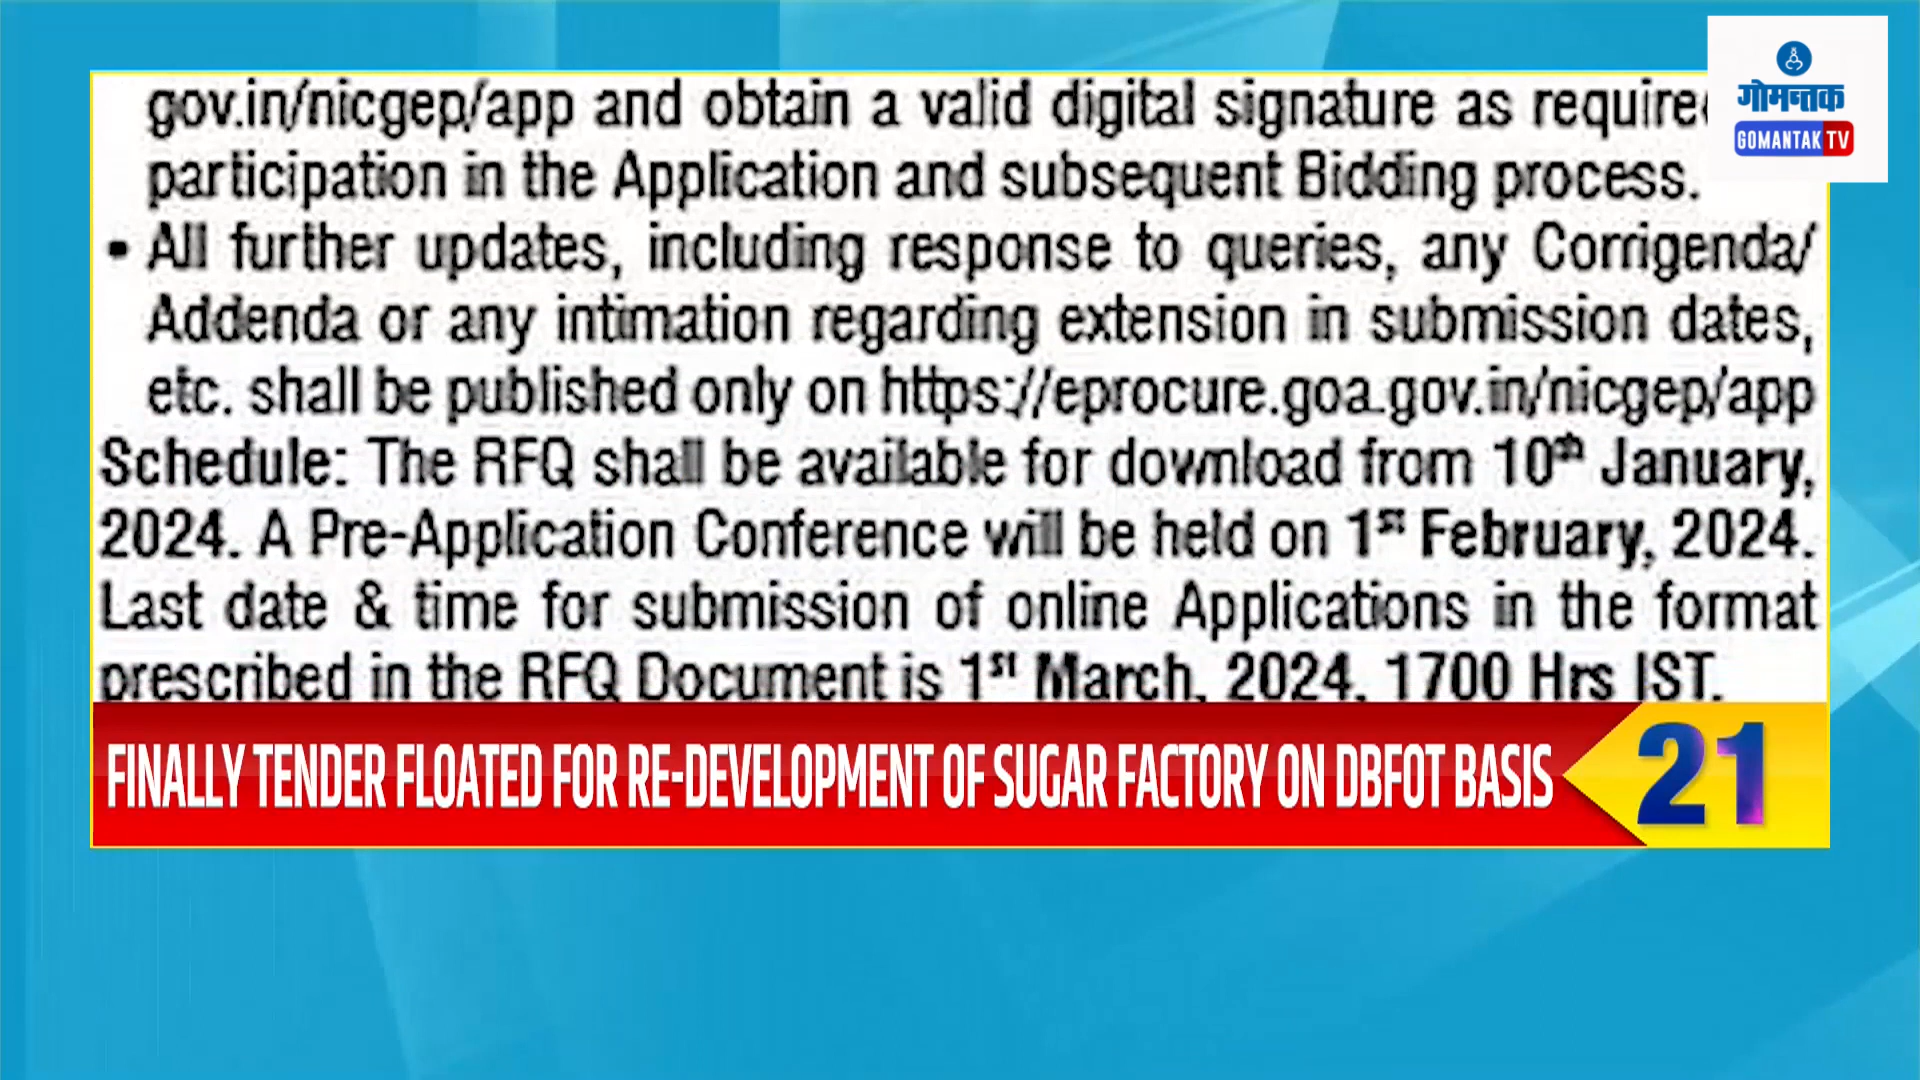 gov.in/nicgep/app and obtain a valid digital signature as
participation in the Application and subsequent Bidding process.
• All further updates, including response to queries, any Corrigenda/
Addenda or any intimation regarding extension in submission dates,
etc. shall be published only on https://eprocure.goa.gov.in/nicgep/app
Schedule: The RFQ shall be available for download from 10th January,
2024. A Pre-Application Conference will be held on 1st February, 2024.
Last date & time for submission of online Applications in the format
prescribed in the RFQ Document is 1st March, 2024, 1700 Hrs IST.
गोमन्तक
GOMANTAK TV
FINALLY TENDER FLOATED FOR RE-DEVELOPMENT OF SUGAR FACTORY ON DBFOT BASIS
21